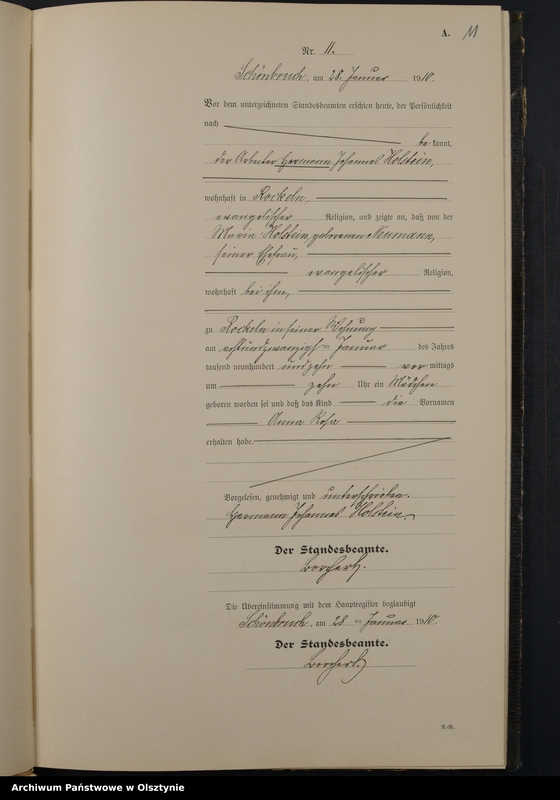 A. 11
Nr. 11.
Schönbruch, am 28. Januar 1910.
Vor dem unterzeichneten Standesbeamten erschien heute, der Persönlichkeit
nach
bekannt,
der Arbeiter Hermann Johannes Holstein,
wohnhaft in Rockeln,
evangelischer Religion, und zeigte an, daß von der
Maria Holstein, geborenen Neumann,
seiner Ehefrau,
evangelischer Religion,
wohnhaft bei ihm,
zu Rockeln in seiner Wohnung
am achtundzwanzigsten Januar des Jahres
tausend neunhundert und zehn vormittags
um zehn Uhr ein Mädchen
geboren worden sei und daß das Kind die Vornamen
Anna Rosa
erhalten habe.
Vorgelesen, genehmigt und unterschrieben.
Hermann Johannes Holstein.
Der Standesbeamte.
Borchert.
Die Übereinstimmung mit dem Hauptregister beglaubigt
Schönbruch, am 28 ten Januar 1910.
Der Standesbeamte.
Borchert.
Archiwum Państwowe w Olsztynie